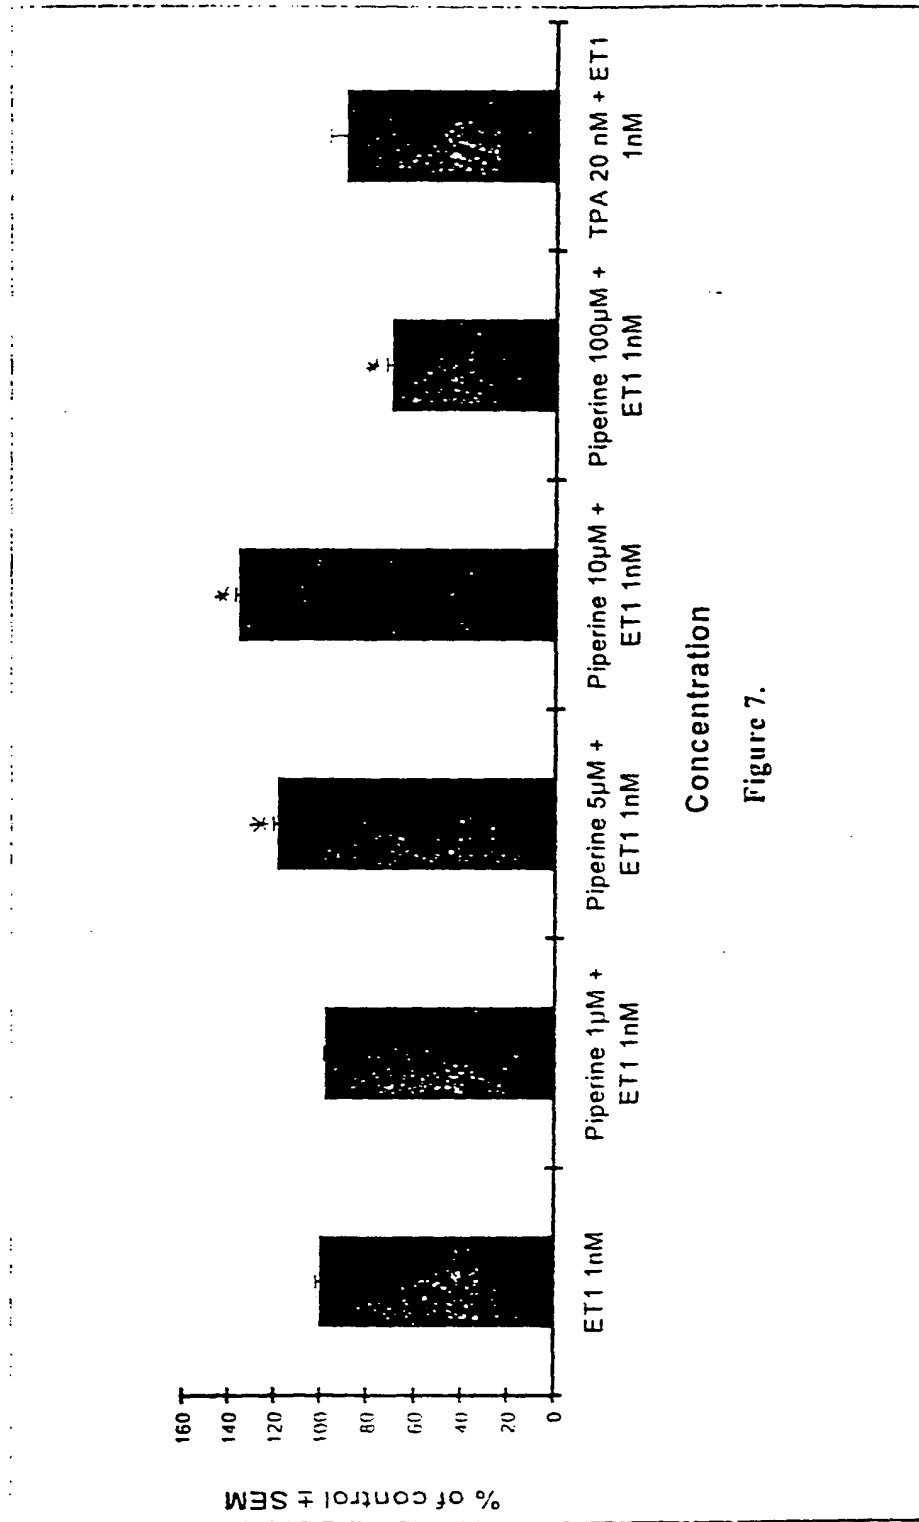 % of control ± SEM
160
140
120
100
80
60
40
20
0
ET1 1nM
Piperine 1µM +
ET1 1nM
Piperine 5µM +
ET1 1nM
Piperine 10µM +
ET1 1nM
Piperine 100µM +
ET1 1nM
TPA 20 nM + ET1
1nM
*
*
*
Concentration
Figure 7.